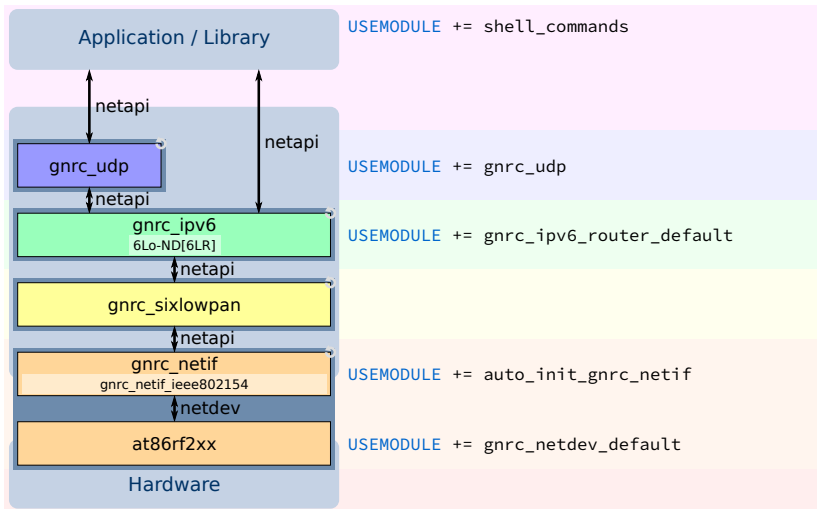 Application / Library
USEMODULE += shell_commands
netapi
netapi
gnrc_udp
USEMODULE += gnrc_udp
netapi
gnrc_ipv6
6Lo-ND[6LR]
USEMODULE += gnrc_ipv6_router_default
netapi
gnrc_sixlowpan
netapi
gnrc_netif
gnrc_netif_ieee802154
USEMODULE += auto_init_gnrc_netif
netdev
at86rf2xx
USEMODULE += gnrc_netdev_default
Hardware